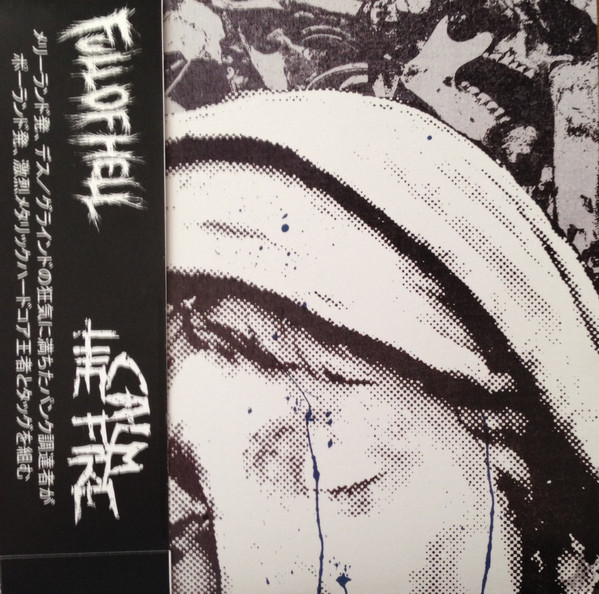 FULL OF HELL
CALM
THE FIRE
メリーランド発、デス/グラインドの狂気に満ちたパンク調達者が
ポーランド発、激烈メタリックハードコア王者とタッグを組む